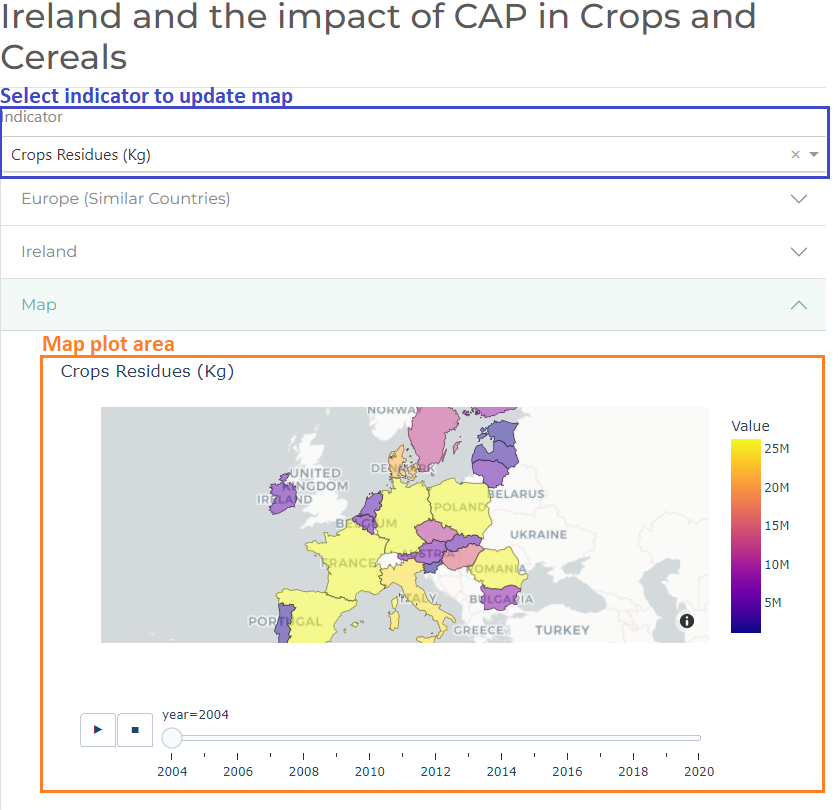 Ireland and the impact of CAP in Crops and
Cereals
Select indicator to update map
Indicator
Crops Residues (Kg)
Europe (Similar Countries)
Ireland
Map
Map plot area
Crops Residues (Kg)
Value
NORWA
DENMARK
UNITED
KINGDOM
IRELAND
BELARUS
BELGIUM
POLAND
UKRAINE
FRANCE
AUSTRIA
ROMANIA
ITALY
BULGARIA
PORTUGAL
GREECE
TURKEY
25M
20M
15M
10M
5M
year=2004
2004 2006 2008 2010 2012 2014 2016 2018 2020